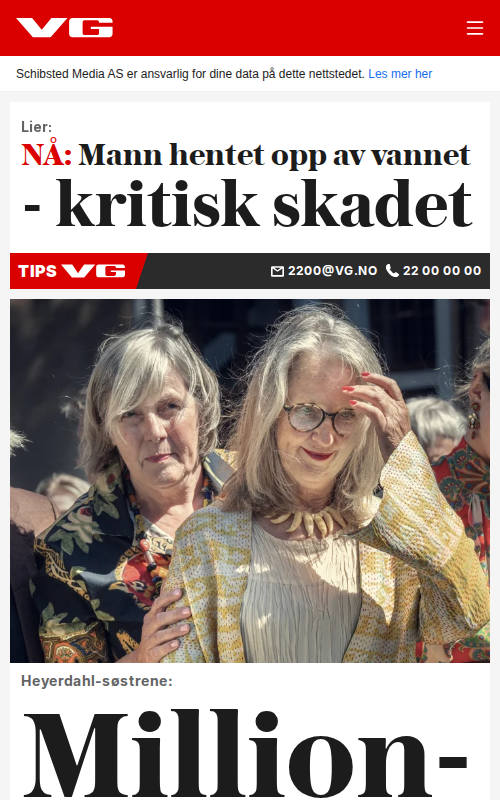 VG
Schibsted Media AS er ansvarlig for dine data på dette nettstedet. Les mer her
Lier:
NÅ: Mann hentet opp av vannet
- kritisk skadet
TIPS VG 2200@VG.NO 22 00 00 00
Heyerdahl-søstrene:
Million-